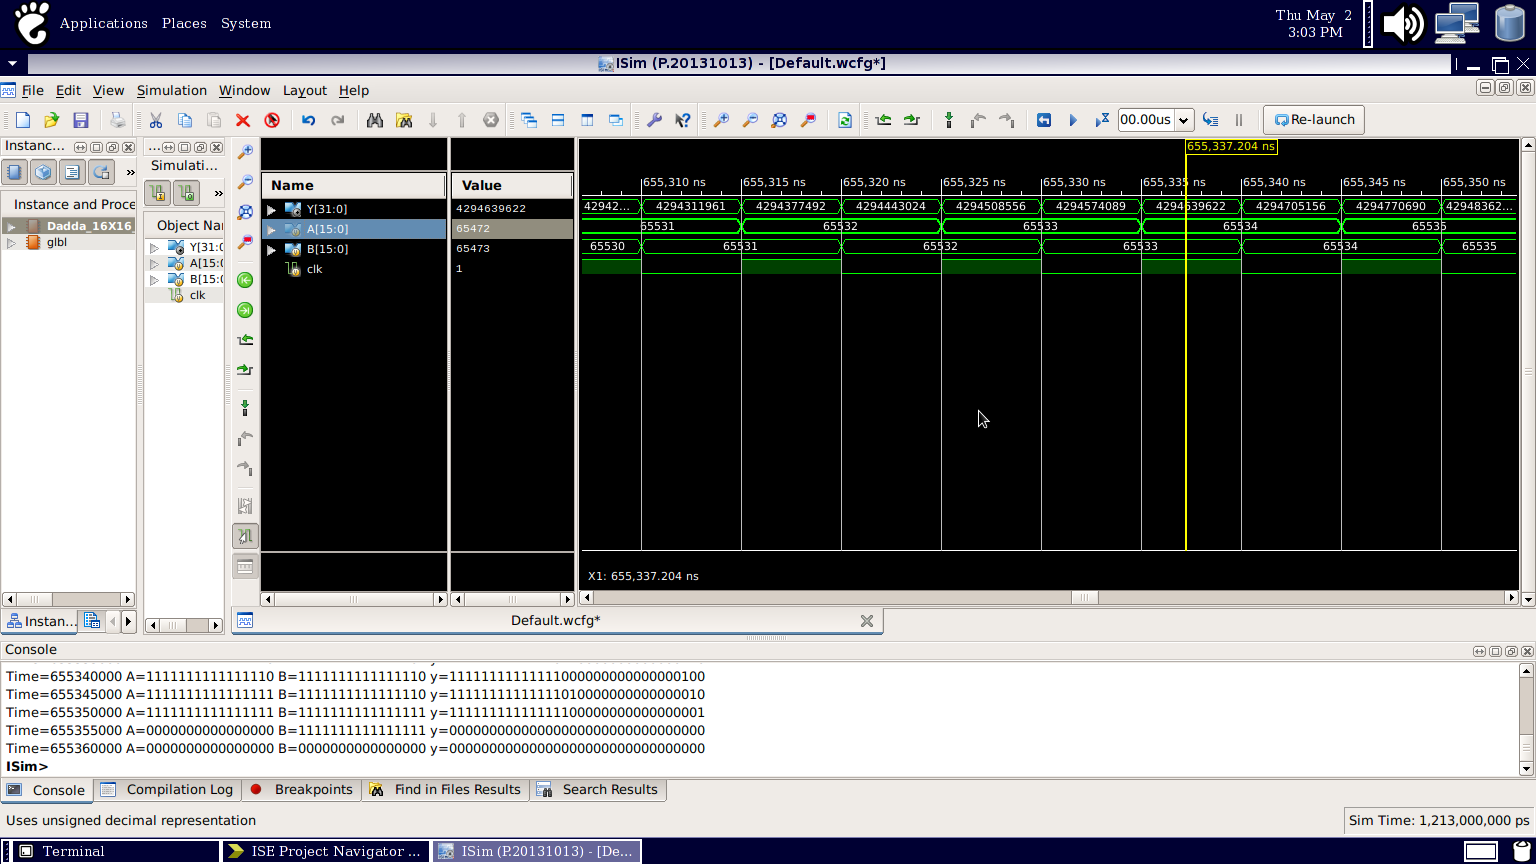 Applications Places System
Thu May 2
3:03 PM
ISim (P.20131013) - [Default.wcfg*]
File Edit View Simulation Window Layout Help
00.00us
Re-launch
Instanc...
...
Simulati...
Instance and Proce
Dadda_16X16_
glbl
Object Nar
Y[31:0
A[15:0
B[15:0
clk
Name Value
Y[31:0] 4294639622
A[15:0] 65472
B[15:0] 65473
clk 1
655,337.204 ns
655,310 ns 655,315 ns 655,320 ns 655,325 ns 655,330 ns 655,335 ns 655,340 ns 655,345 ns 655,350 ns
42942... 4294311961 4294377492 4294443024 4294508556 4294574089 4294639622 4294705156 4294770690 42948362...
65531 65532 65533 65534 65535
65530 65531 65532 65533 65534 65535
X1: 655,337.204 ns
Instan...
Default.wcfg*
Console
Time=655340000 A=1111111111111110 B=1111111111111110 y=11111111111111000000000000000100
Time=655345000 A=1111111111111111 B=1111111111111110 y=11111111111111010000000000000010
Time=655350000 A=1111111111111111 B=1111111111111111 y=11111111111111100000000000000001
Time=655355000 A=0000000000000000 B=1111111111111111 y=00000000000000000000000000000000
Time=655360000 A=0000000000000000 B=0000000000000000 y=00000000000000000000000000000000
ISim>
Console Compilation Log Breakpoints Find in Files Results Search Results
Uses unsigned decimal representation
Sim Time: 1,213,000,000 ps
Terminal ISE Project Navigator ... ISim (P.20131013) - [De...